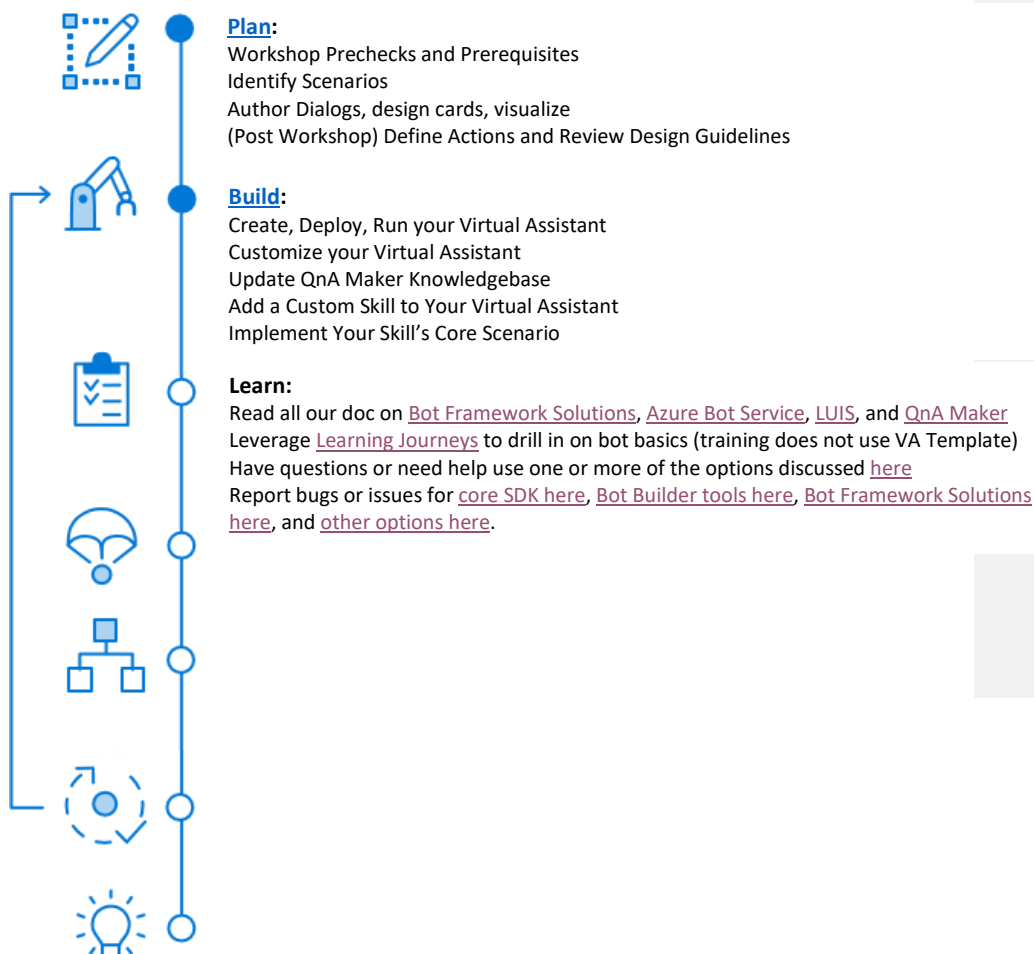 Plan:
Workshop Prechecks and Prerequisites
Identify Scenarios
Author Dialogs, design cards, visualize
(Post Workshop) Define Actions and Review Design Guidelines
Build:
Create, Deploy, Run your Virtual Assistant
Customize your Virtual Assistant
Update QnA Maker Knowledgebase
Add a Custom Skill to Your Virtual Assistant
Implement Your Skill’s Core Scenario
Learn:
Read all our doc on Bot Framework Solutions, Azure Bot Service, LUIS, and QnA Maker
Leverage Learning Journeys to drill in on bot basics (training does not use VA Template)
Have questions or need help use one or more of the options discussed here
Report bugs or issues for core SDK here, Bot Builder tools here, Bot Framework Solutions
here, and other options here.